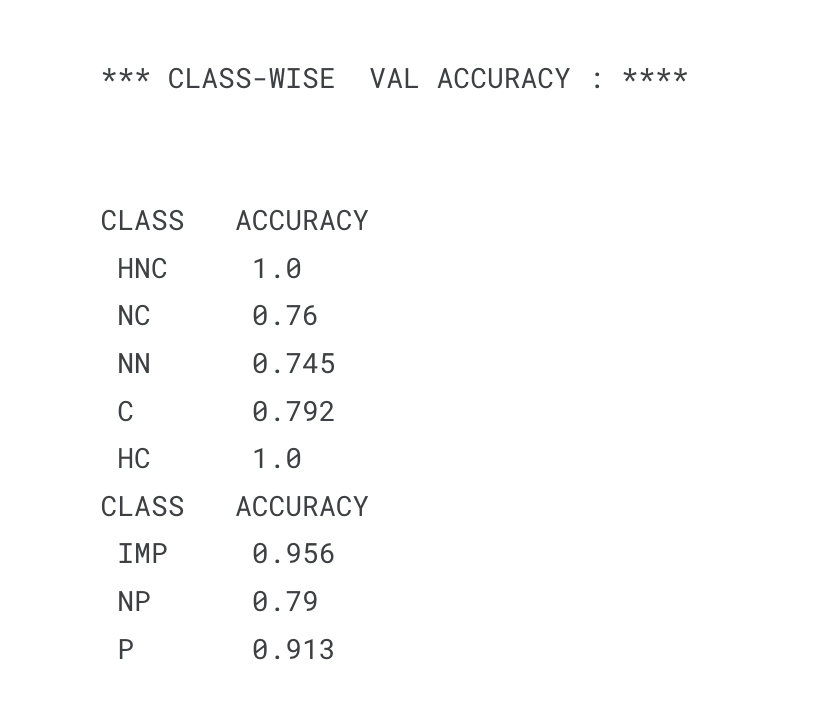 *** CLASS-WISE  VAL ACCURACY : ****
CLASS   ACCURACY
HNC     1.0
NC      0.76
NN      0.745
C       0.792
HC      1.0
CLASS   ACCURACY
IMP     0.956
NP      0.79
P       0.913